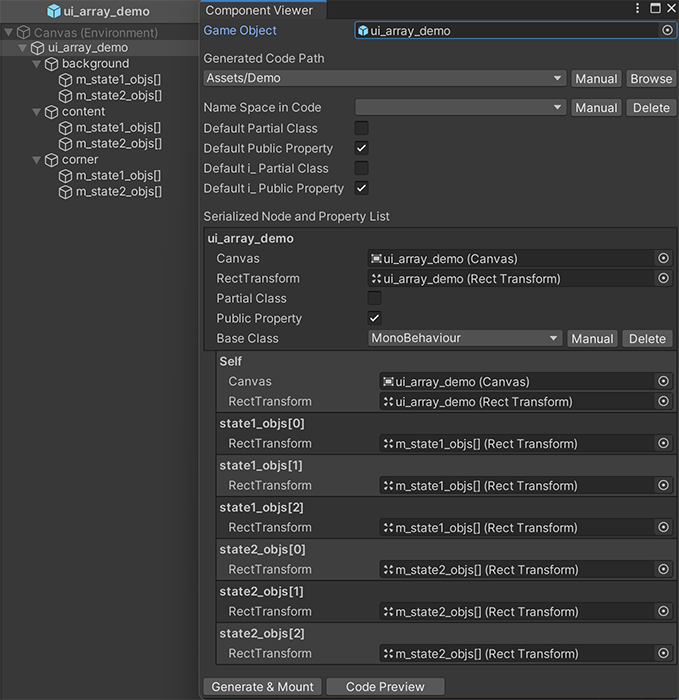 ui_array_demo
Canvas (Environment)
ui_array_demo
background
m_state1_objs[]
m_state2_objs[]
content
m_state1_objs[]
m_state2_objs[]
corner
m_state1_objs[]
m_state2_objs[]
Component Viewer
Game Object ui_array_demo
Generated Code Path
Assets/Demo Manual Browse
Name Space in Code Manual Delete
Default Partial Class
Default Public Property
Default i_ Partial Class
Default i_ Public Property
Serialized Node and Property List
ui_array_demo
Canvas ui_array_demo (Canvas)
RectTransform ui_array_demo (Rect Transform)
Partial Class
Public Property
Base Class MonoBehaviour Manual Delete
Self
Canvas ui_array_demo (Canvas)
RectTransform ui_array_demo (Rect Transform)
state1_objs[0]
RectTransform m_state1_objs[] (Rect Transform)
state1_objs[1]
RectTransform m_state1_objs[] (Rect Transform)
state1_objs[2]
RectTransform m_state1_objs[] (Rect Transform)
state2_objs[0]
RectTransform m_state2_objs[] (Rect Transform)
state2_objs[1]
RectTransform m_state2_objs[] (Rect Transform)
state2_objs[2]
RectTransform m_state2_objs[] (Rect Transform)
Generate & Mount Code Preview